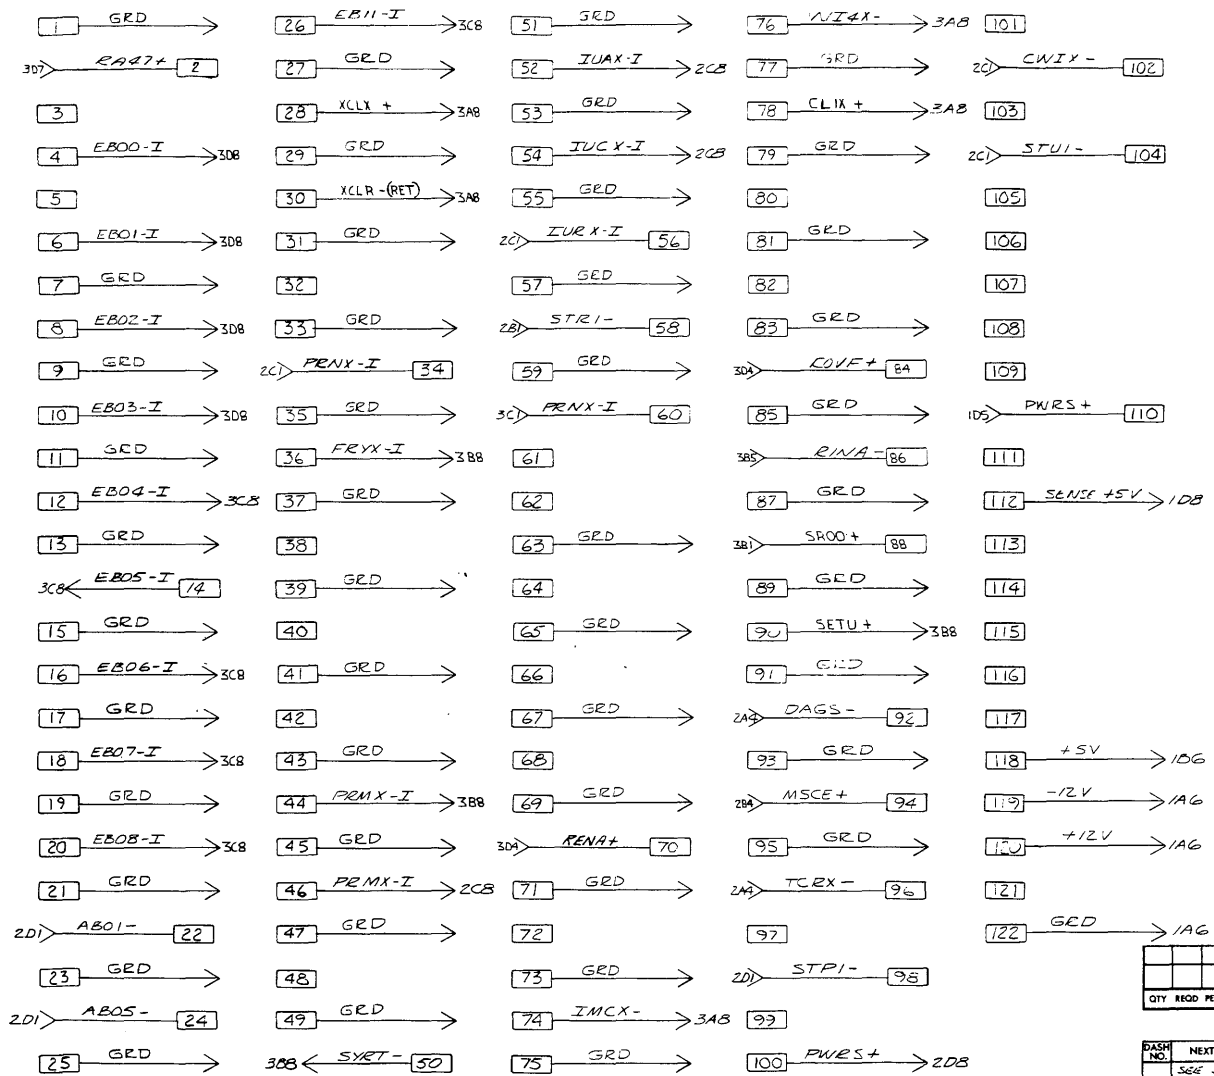 1 GRD
3D7 RA47+ 2
3
4 EB00-I 3D8
5
6 EB01-I 3D8
7 GRD
8 EB02-I 3D8
9 GRD
10 EB03-I 3D8
11 GRD
12 EB04-I 3C8
13 GRD
3C8 EB05-I 14
15 GRD
16 EB06-I 3C8
17 GRD
18 EB07-I 3C8
19 GRD
20 EB08-I 3C8
21 GRD
2D1 AB01- 22
23 GRD
2D1 AB05- 24
25 GRD
26 EB11-I 3C8
27 GRD
28 XCLX + 3A8
29 GRD
30 XCLR -(RET) 3A8
31 GRD
32
33 GRD
2C1 PRNX-I 34
35 GRD
36 FRYX-I 3B8
37 GRD
38
39 GRD
40
41 GRD
42
43 GRD
44 PRMX-I 3B8
45 GRD
46 PRMX-I 2C8
47 GRD
48
49 GRD
3B8 SYRT- 50
51 GRD
52 IUAX-I 2C8
53 GRD
54 IUCX-I 2C8
55 GRD
2C1 IURX-I 56
57 GRD
2B1 STRI- 58
59 GRD
3C1 PRNX-I 60
61
62
63 GRD
64
65 GRD
66
67 GRD
68
69 GRD
3D4 RENA+ 70
71 GRD
72
73 GRD
74 IMCX- 3A8
75 GRD
76 WI4X- 3A8
77 GRD
78 CLIX + 3A8
79 GRD
80
81 GRD
82
83 GRD
3D4 KOVF+ 84
85 GRD
3B5 RINA- 86
87 GRD
3B1 SR00+ 88
89 GRD
90 SETU + 3B8
91 GRD
2A4 DAGS- 92
93 GRD
2B4 MSCE+ 94
95 GRD
2A4 TCRX- 96
97
2D1 STPI- 98
99
100 PWRS+ 2D8
101
2C1 CWIX- 102
103
2C1 STUI- 104
105
106
107
108
109
1D5 PWRS+ 110
111
112 SENSE +5V 1D8
113
114
115
116
117
118 +5V 1B6
119 -12V 1A6
120 +12V 1A6
121
122 GRD 1A6
QTY REQD PE
DASH NO. NEXT
SEE